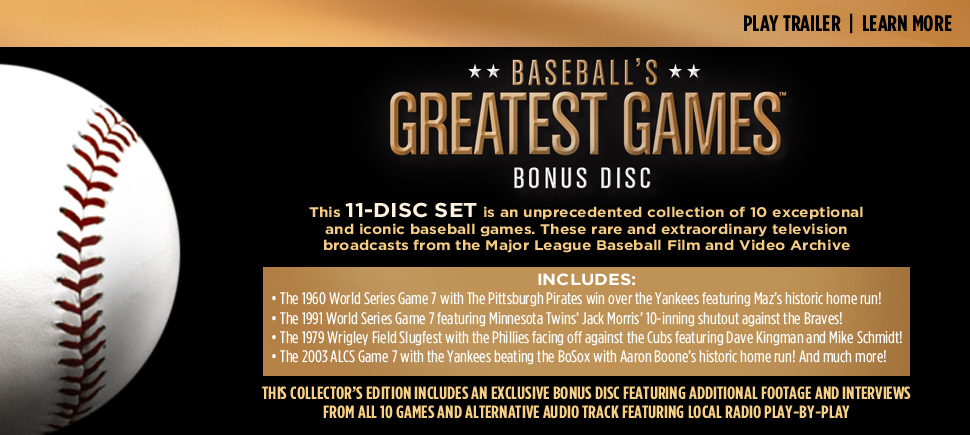 PLAY TRAILER | LEARN MORE
★★ BASEBALL'S ★★
GREATEST GAMES™
BONUS DISC
This 11-DISC SET is an unprecedented collection of 10 exceptional
and iconic baseball games. These rare and extraordinary television
broadcasts from the Major League Baseball Film and Video Archive
INCLUDES:
• The 1960 World Series Game 7 with The Pittsburgh Pirates win over the Yankees featuring Maz's historic home run!
• The 1991 World Series Game 7 featuring Minnesota Twins' Jack Morris' 10-inning shutout against the Braves!
• The 1979 Wrigley Field Slugfest with the Phillies facing off against the Cubs featuring Dave Kingman and Mike Schmidt!
• The 2003 ALCS Game 7 with the Yankees beating the BoSox with Aaron Boone's historic home run! And much more!
THIS COLLECTOR'S EDITION INCLUDES AN EXCLUSIVE BONUS DISC FEATURING ADDITIONAL FOOTAGE AND INTERVIEWS
FROM ALL 10 GAMES AND ALTERNATIVE AUDIO TRACK FEATURING LOCAL RADIO PLAY-BY-PLAY